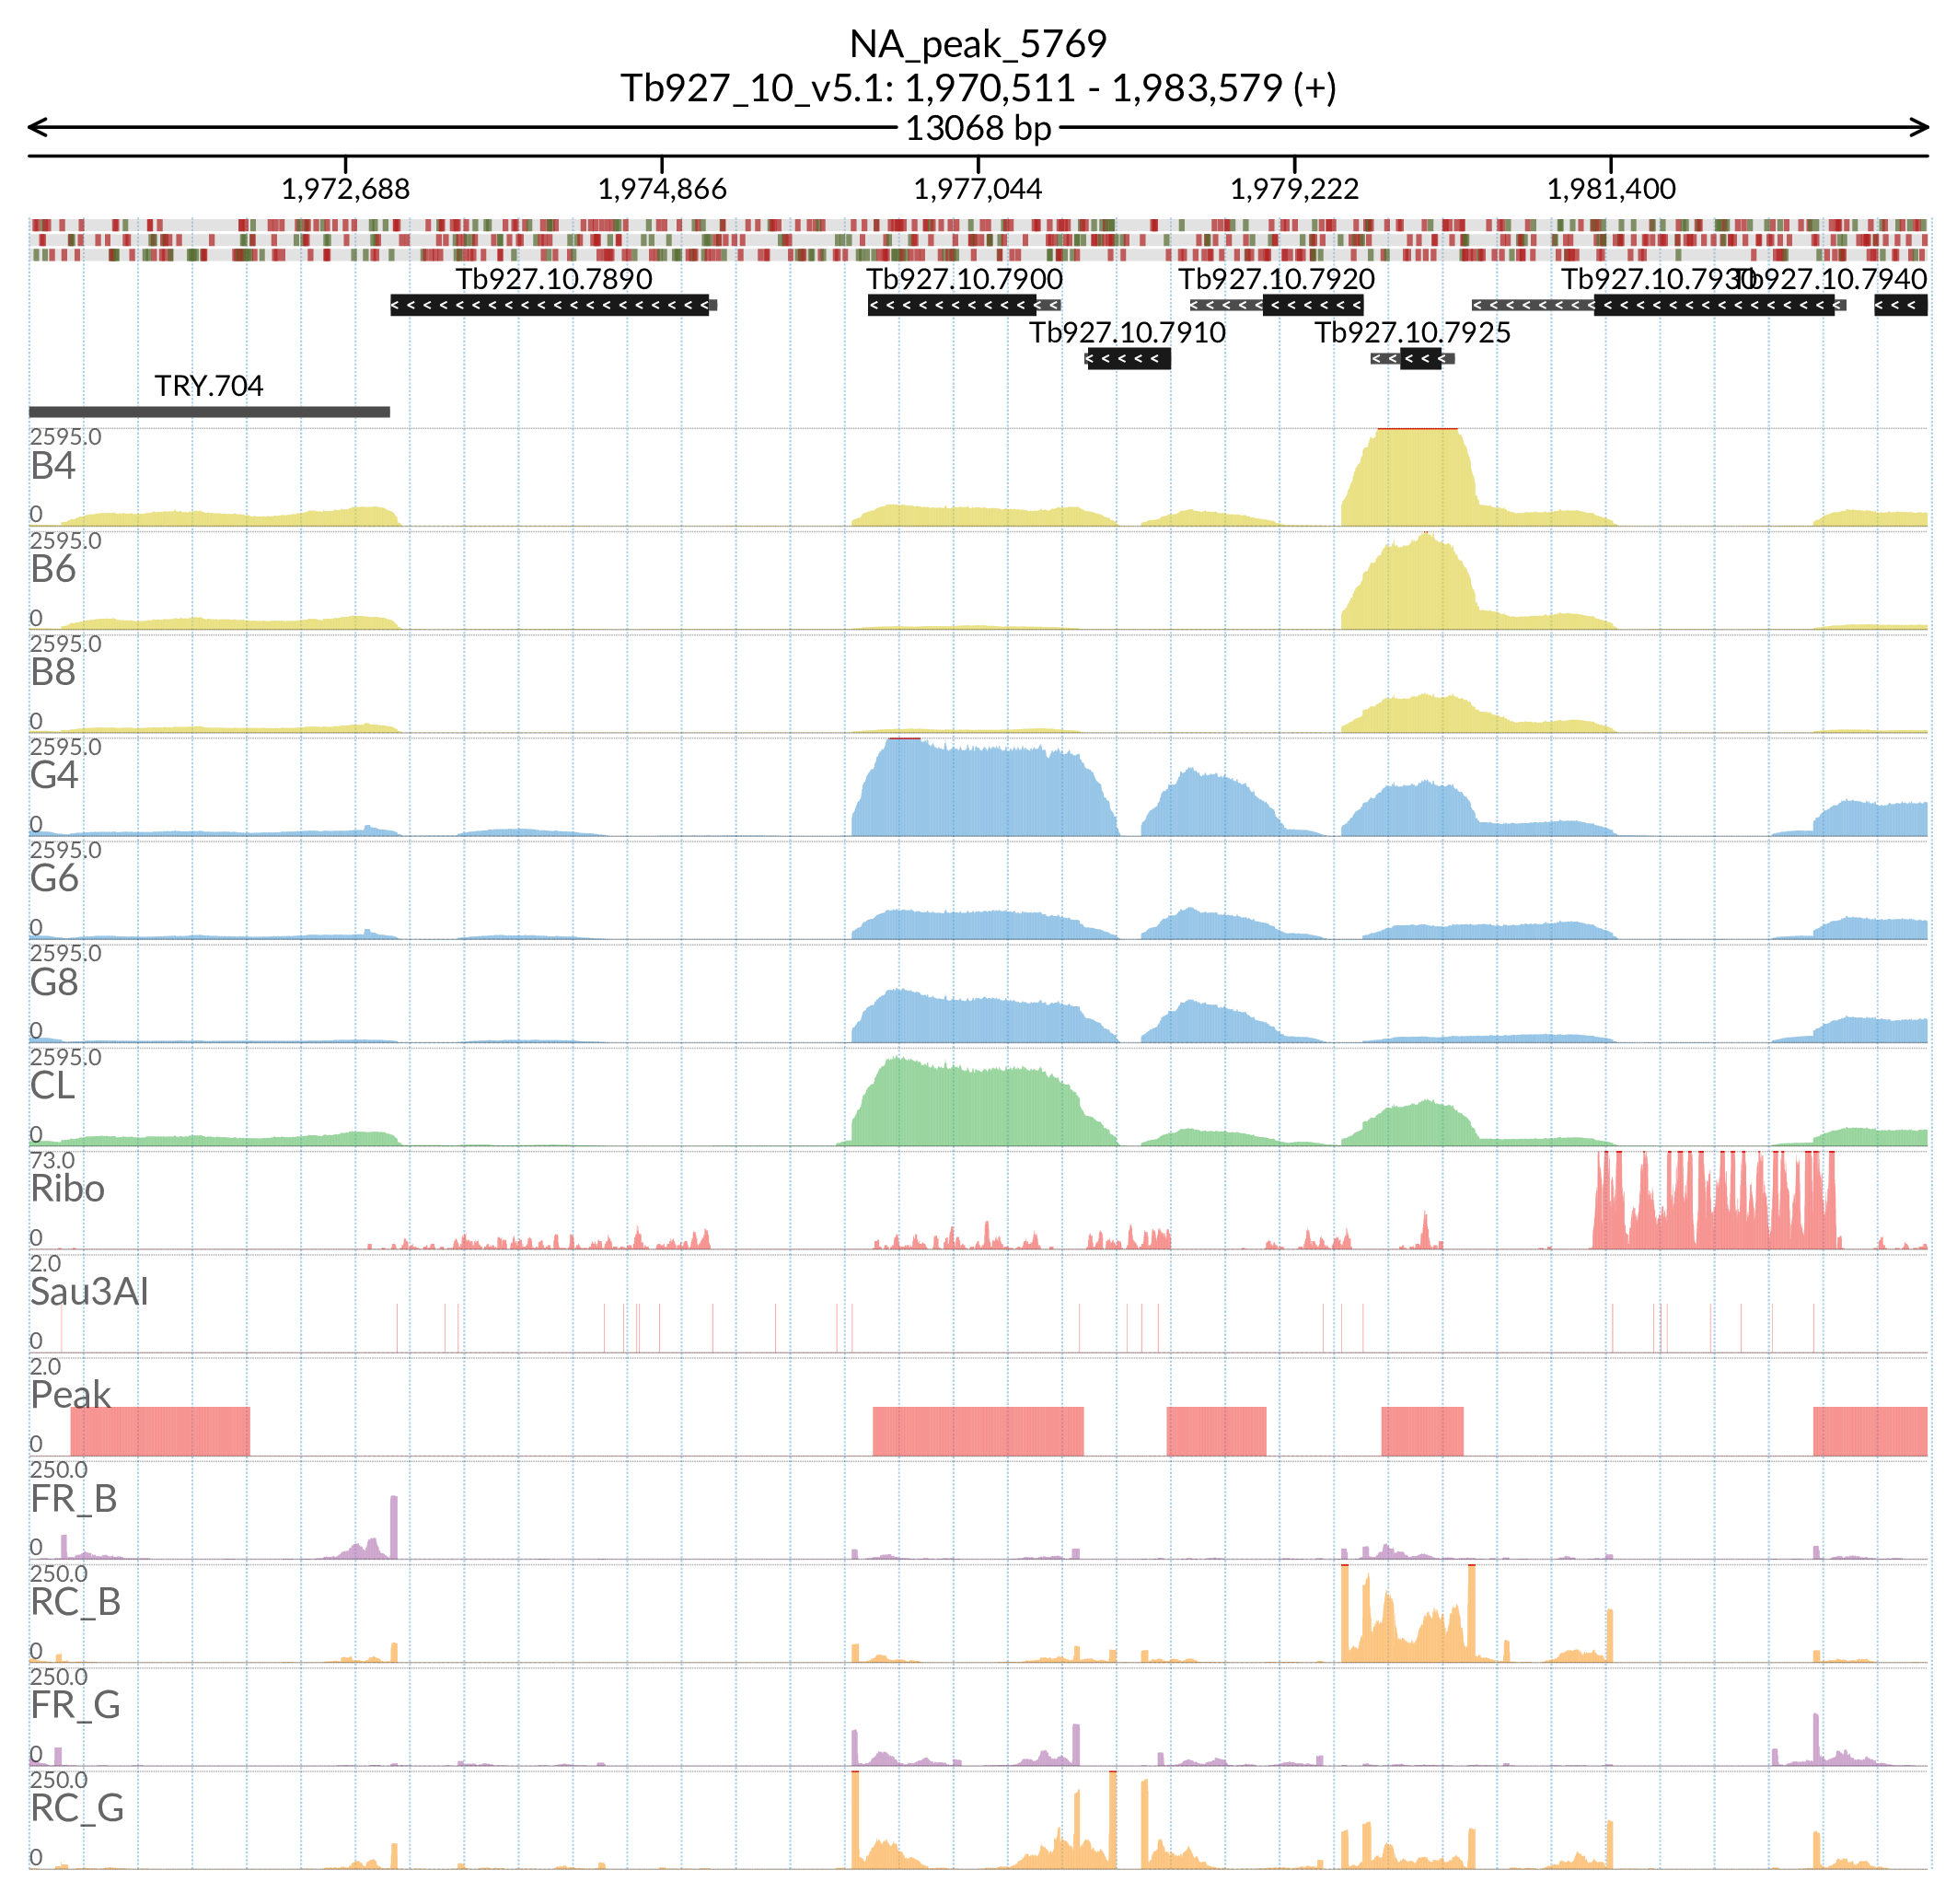 NA_peak_5769
Tb927_10_v5.1: 1,970,511 - 1,983,579 (+)
13068 bp
1,972,688 1,974,866 1,977,044 1,979,222 1,981,400
Tb927.10.7890 Tb927.10.7900 Tb927.10.7920 Tb927.10.7930 Tb927.10.7940
Tb927.10.7910 Tb927.10.7925
TRY.704
2595.0
B4
0
2595.0
B6
0
2595.0
B8
0
2595.0
G4
0
2595.0
G6
0
2595.0
G8
0
2595.0
CL
0
73.0
Ribo
0
2.0
Sau3AI
0
2.0
Peak
0
250.0
FR_B
0
250.0
RC_B
0
250.0
FR_G
0
250.0
RC_G
0